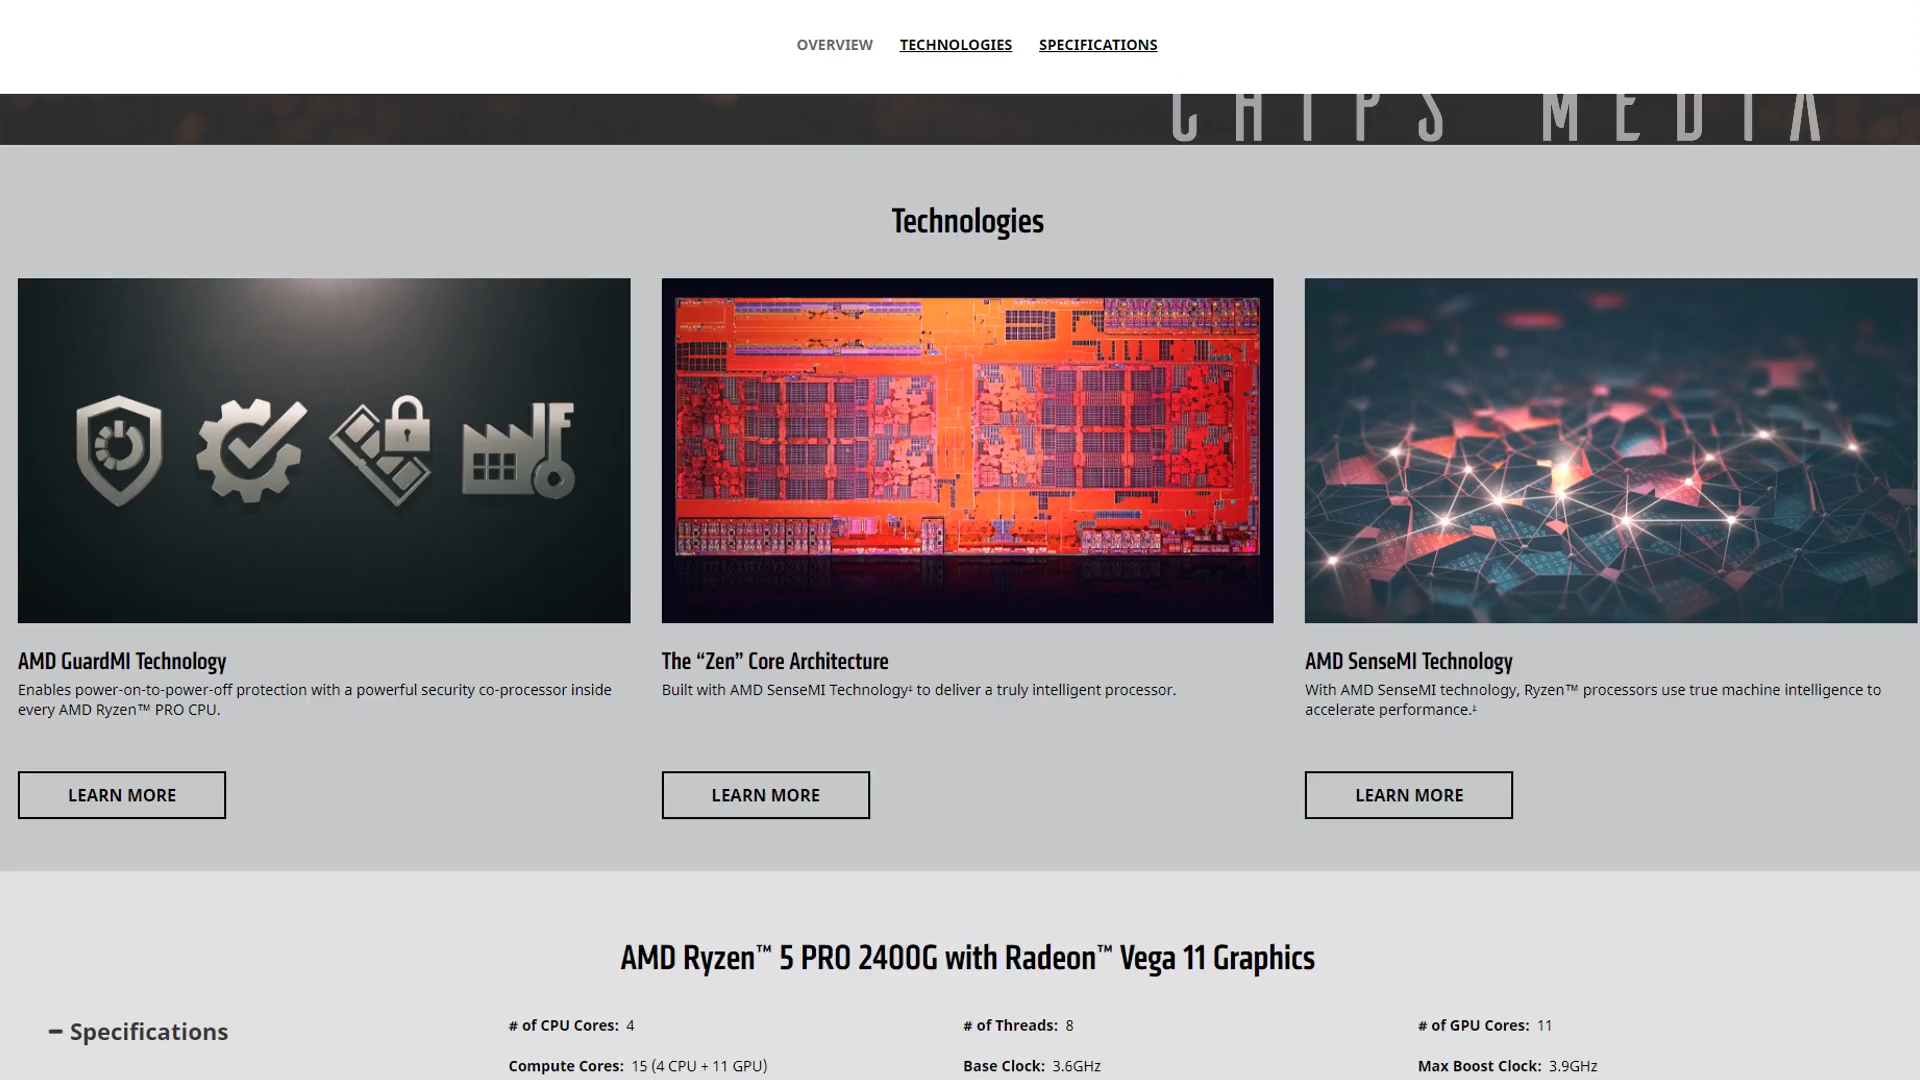 OVERVIEW TECHNOLOGIES SPECIFICATIONS
CHIPS MEDIA
Technologies
AMD GuardMI Technology
Enables power-on-to-power-off protection with a powerful security co-processor inside
every AMD Ryzen™ PRO CPU.
LEARN MORE
The “Zen” Core Architecture
Built with AMD SenseMI Technology‡ to deliver a truly intelligent processor.
LEARN MORE
AMD SenseMI Technology
With AMD SenseMI technology, Ryzen™ processors use true machine intelligence to
accelerate performance.‡
LEARN MORE
AMD Ryzen™ 5 PRO 2400G with Radeon™ Vega 11 Graphics
− Specifications
# of CPU Cores: 4
# of Threads: 8
# of GPU Cores: 11
Compute Cores: 15 (4 CPU + 11 GPU)
Base Clock: 3.6GHz
Max Boost Clock: 3.9GHz